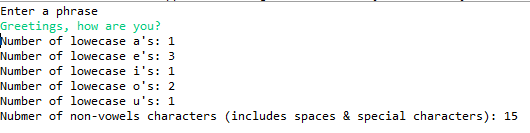 Enter a phrase
Greetings, how are you?
Number of lowecase a's: 1
Number of lowecase e's: 3
Number of lowecase i's: 1
Number of lowecase o's: 2
Number of lowecase u's: 1
Nubmer of non-vowels characters (includes spaces & special characters): 15